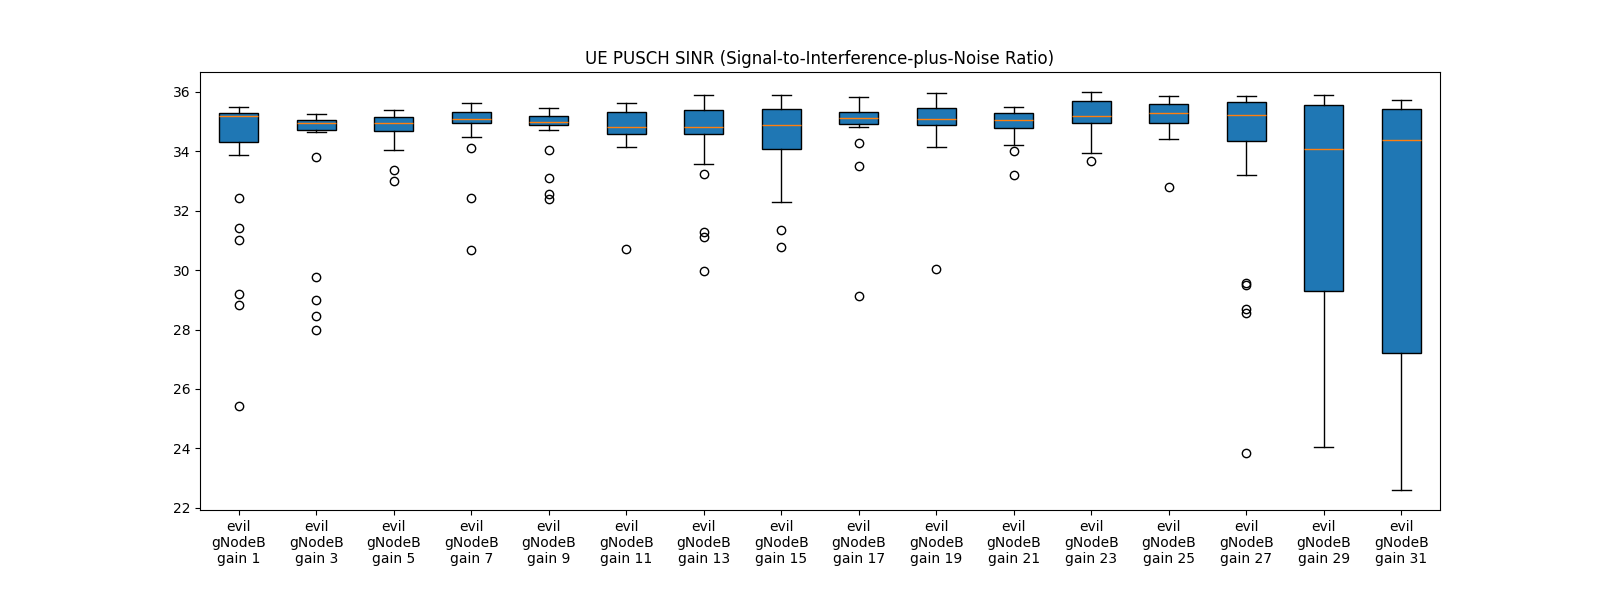 UE PUSCH SINR (Signal-to-Interference-plus-Noise Ratio)
36
34
32
30
28
26
24
22
evil gNodeB gain 1
evil gNodeB gain 3
evil gNodeB gain 5
evil gNodeB gain 7
evil gNodeB gain 9
evil gNodeB gain 11
evil gNodeB gain 13
evil gNodeB gain 15
evil gNodeB gain 17
evil gNodeB gain 19
evil gNodeB gain 21
evil gNodeB gain 23
evil gNodeB gain 25
evil gNodeB gain 27
evil gNodeB gain 29
evil gNodeB gain 31